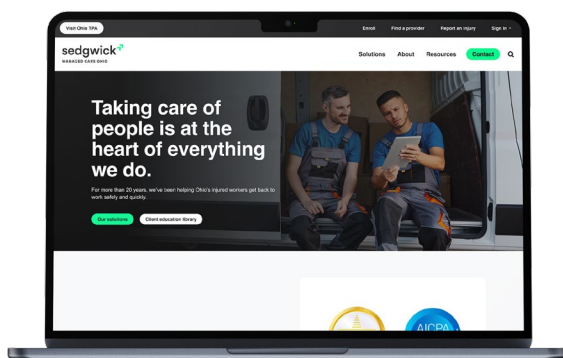 Visit Ohio TPA
Enroll Find a provider Report an injury Sign in
sedgwick
MANAGED CARE OHIO
Solutions About Resources Contact
Taking care of
people is at the
heart of everything
we do.
For more than 20 years, we've been helping Ohio's injured workers get back to
work safely and quickly.
Our solutions Client education library
AICPA